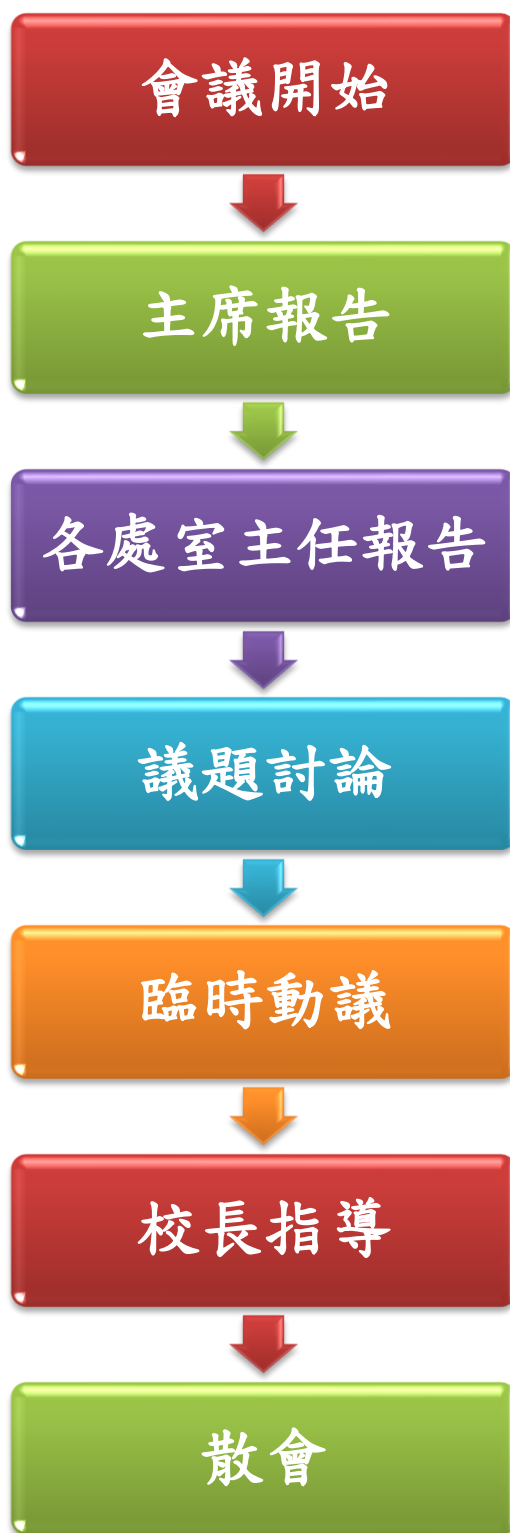 會議開始
主席報告
各處室主任報告
議題討論
臨時動議
校長指導
散會